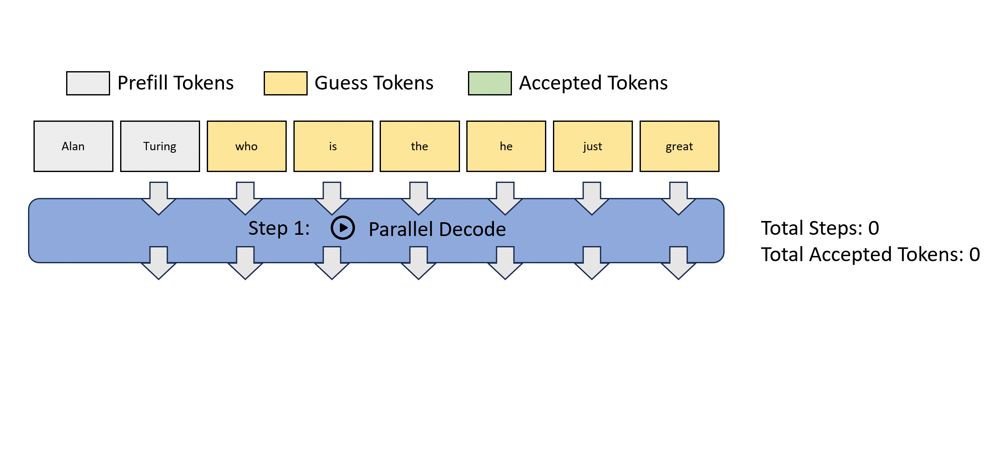 Prefill Tokens Guess Tokens Accepted Tokens
Alan Turing who is the he just great
Step 1: Parallel Decode
Total Steps: 0
Total Accepted Tokens: 0